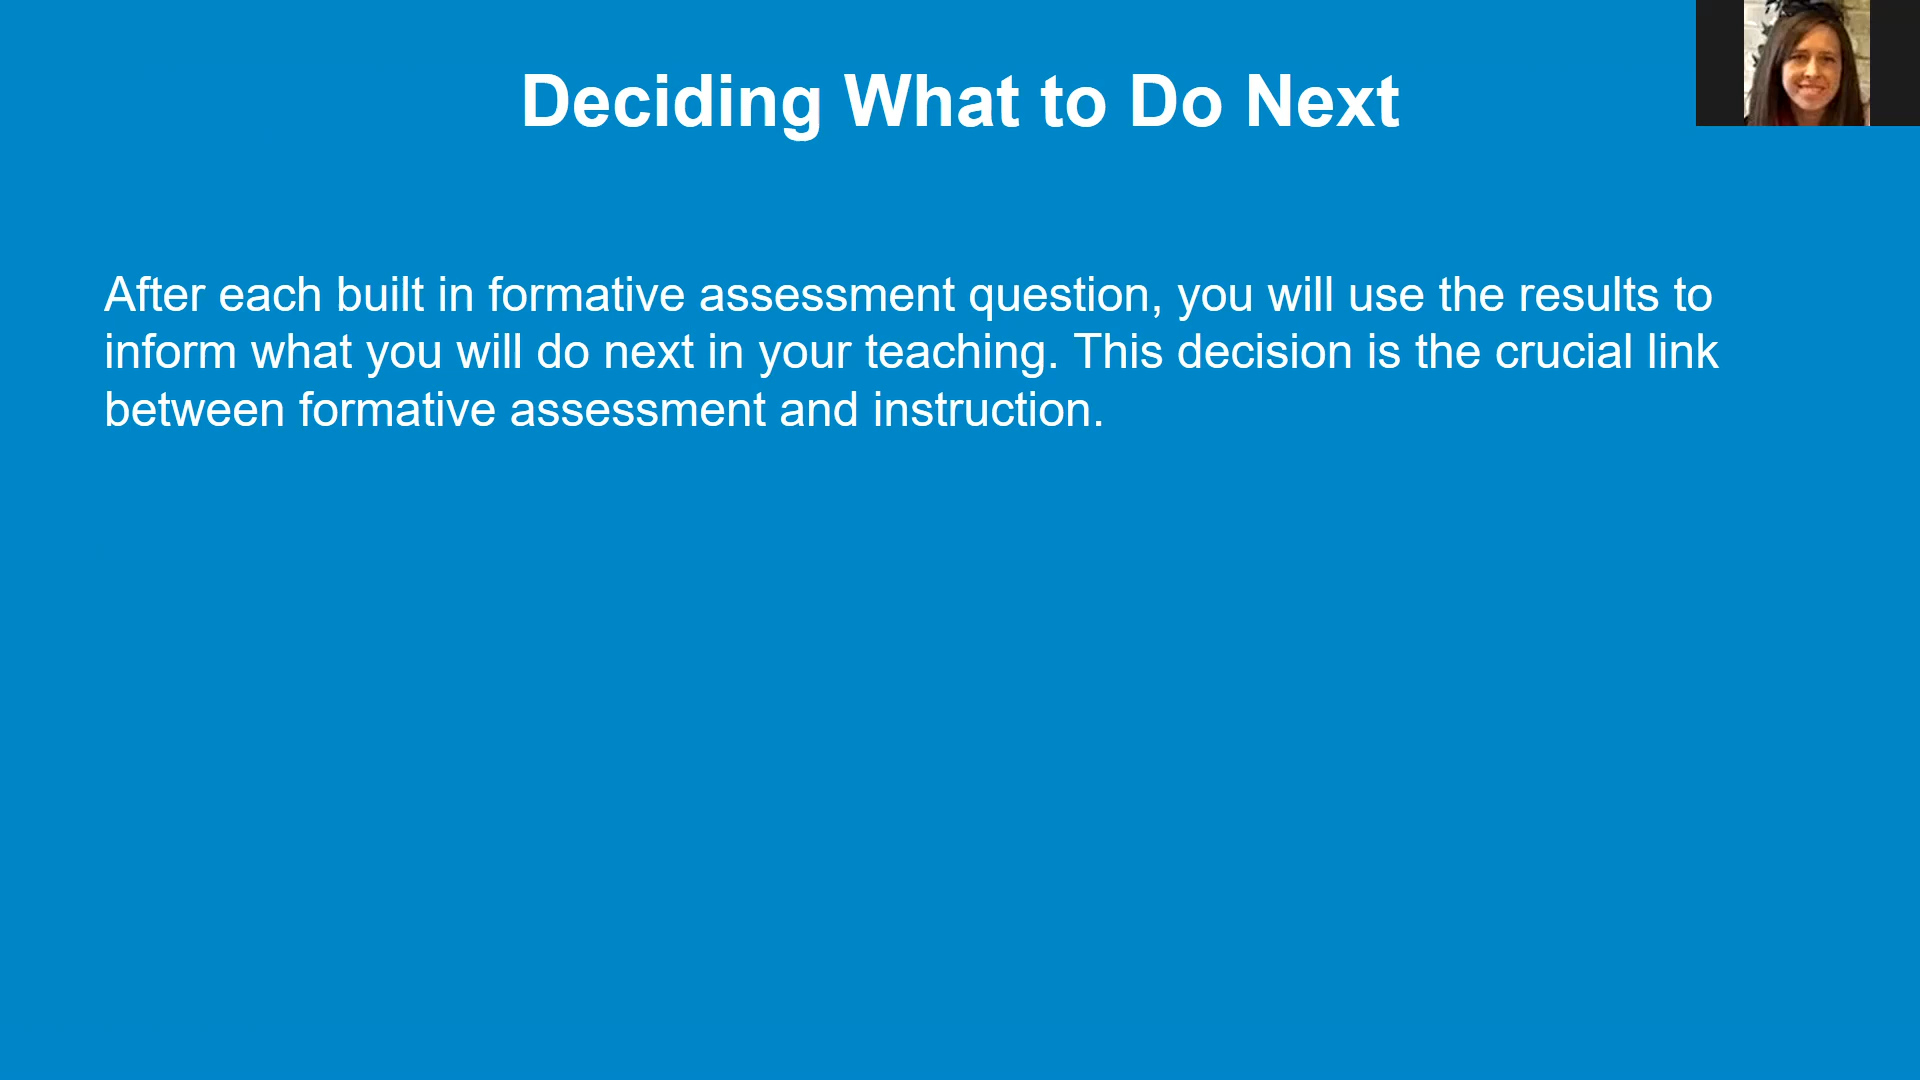 Deciding What to Do Next
After each built in formative assessment question, you will use the results to
inform what you will do next in your teaching. This decision is the crucial link
between formative assessment and instruction.